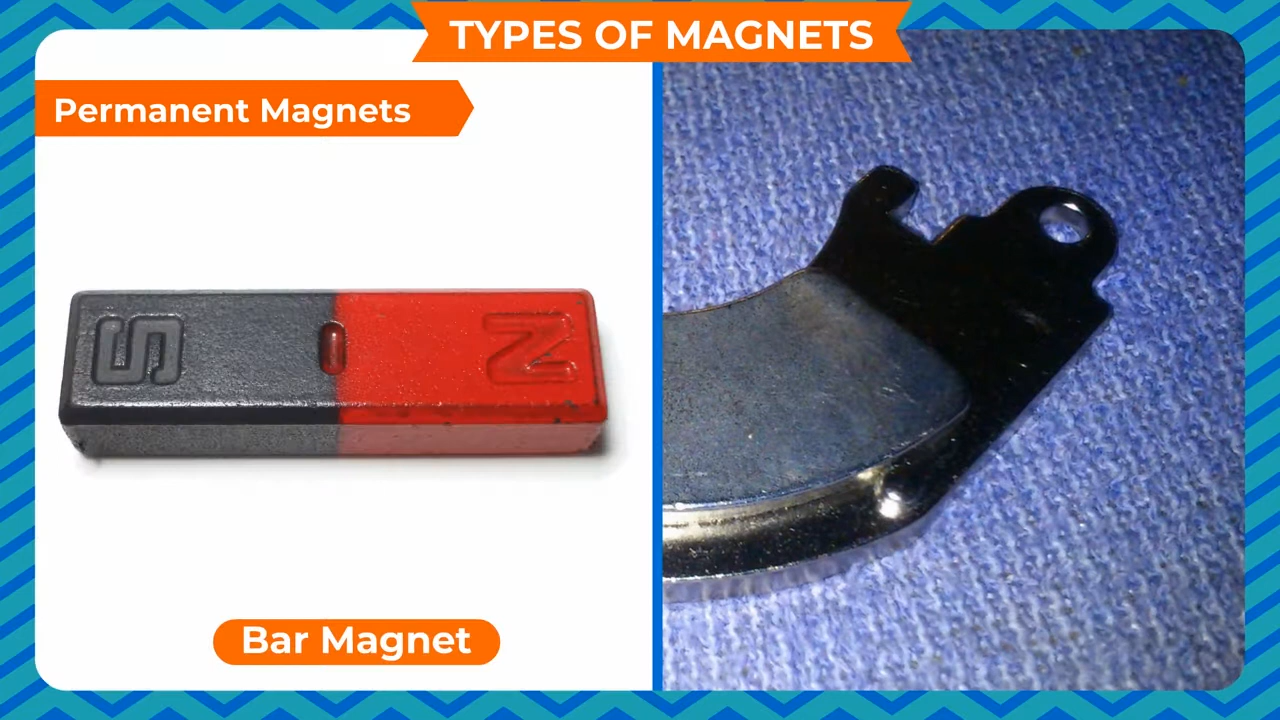 TYPES OF MAGNETS
Permanent Magnets
S
N
Bar Magnet